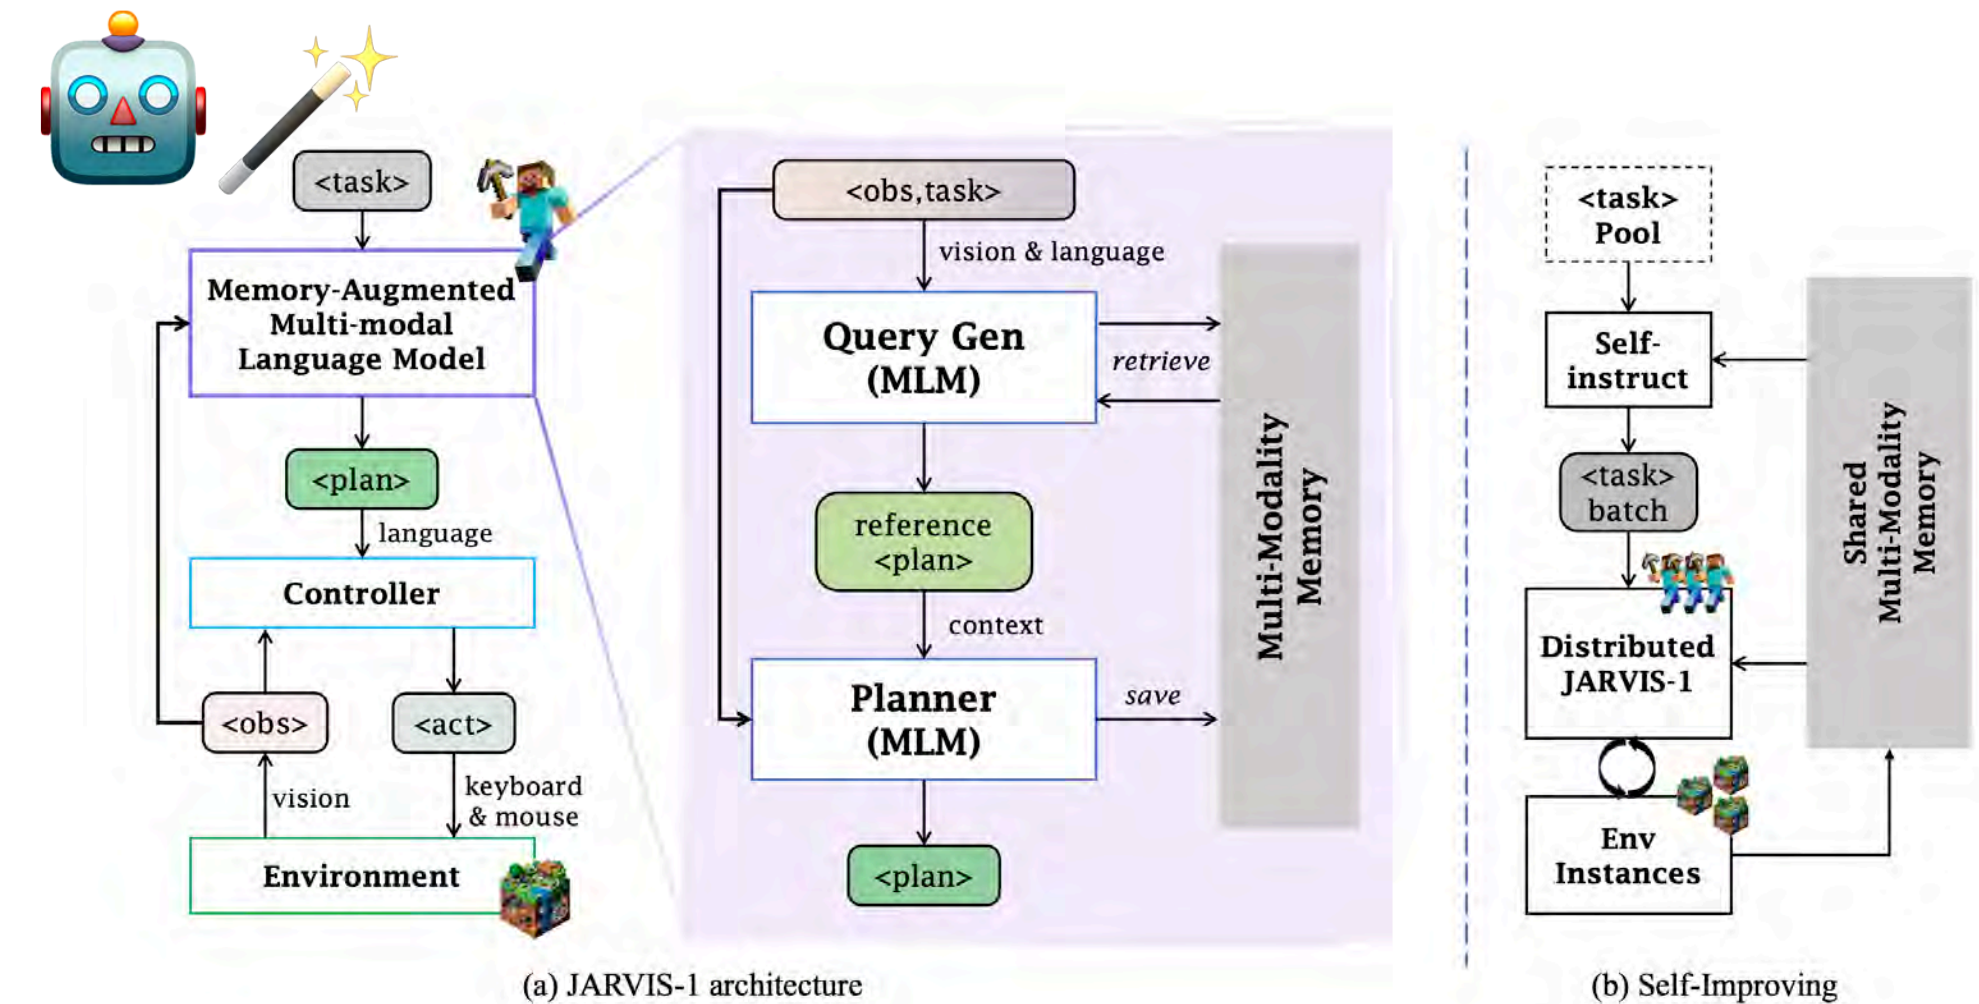 <task>
Memory-Augmented
Multi-modal
Language Model
<plan>
language
Controller
<obs>
<act>
vision
keyboard
& mouse
Environment
<obs,task>
vision & language
Query Gen
(MLM)
retrieve
reference
<plan>
context
Planner
(MLM)
save
<plan>
Multi-Modality
Memory
(a) JARVIS-1 architecture
<task>
Pool
Self-
instruct
<task>
batch
Distributed
JARVIS-1
Env
Instances
Shared
Multi-Modality
Memory
(b) Self-Improving